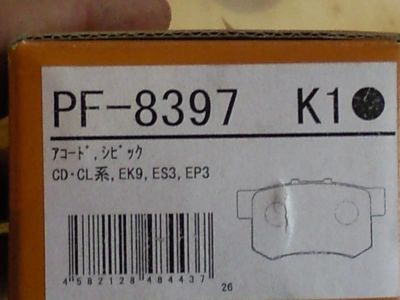 PF-8397 K1●
ｱｺｰﾄﾞ,ｼﾋﾞｯｸ
CD･CL系,EK9,ES3,EP3
4582128484437
26